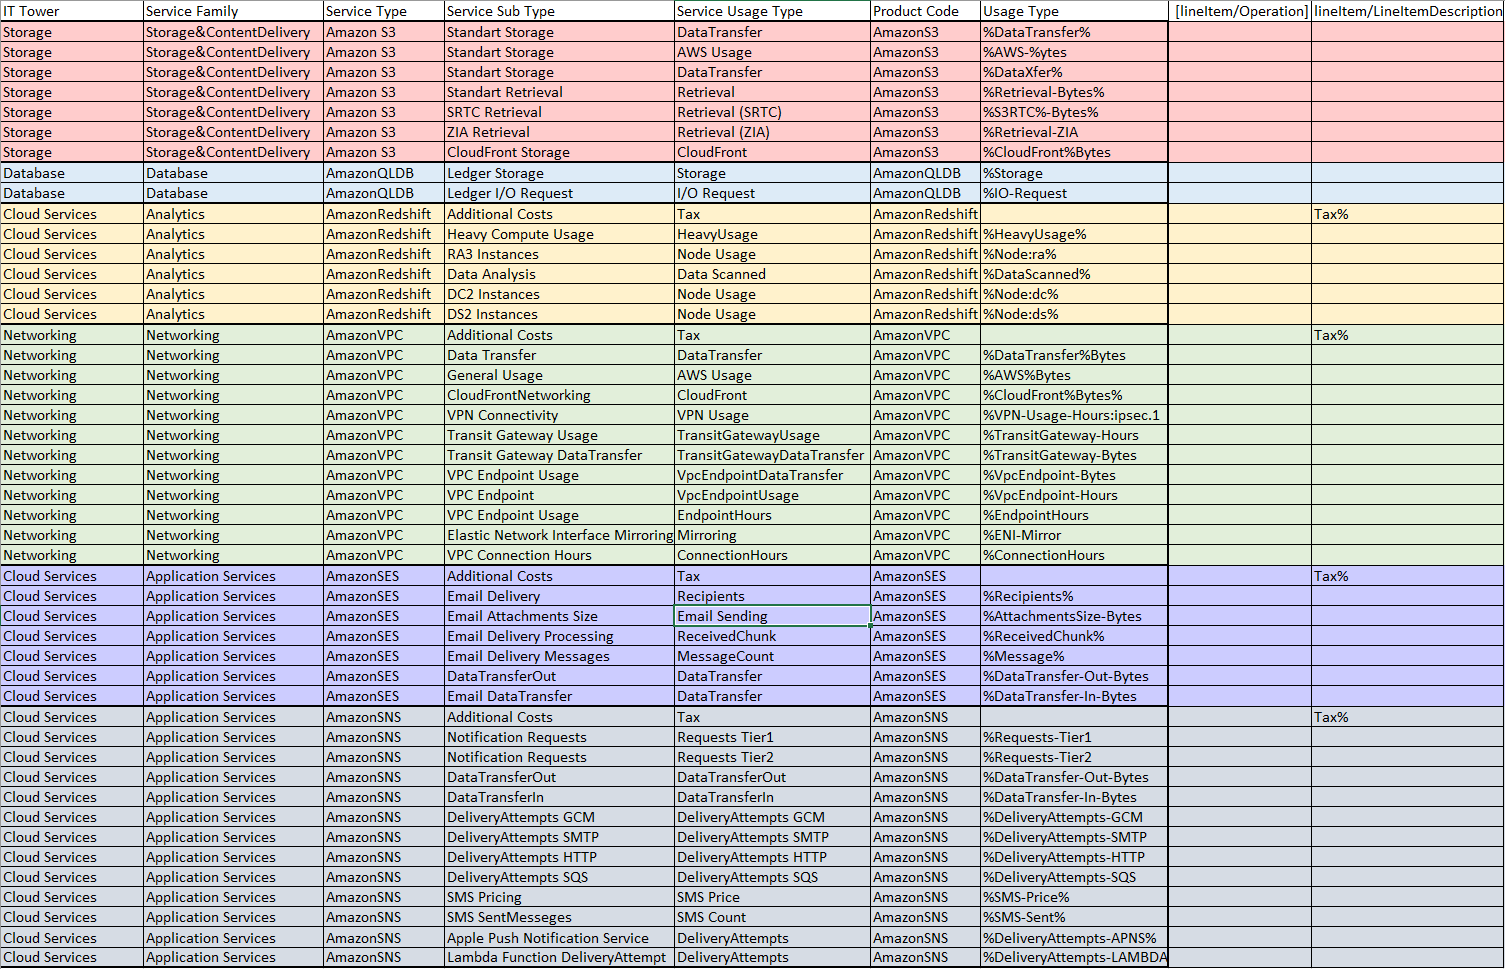 IT Tower Service Family Service Type Service Sub Type Service Usage Type Product Code Usage Type [lineItem/Operation] lineItem/LineItemDescription
Storage Storage&ContentDelivery Amazon S3 Standart Storage DataTransfer AmazonS3 %DataTransfer%
Storage Storage&ContentDelivery Amazon S3 Standart Storage AWS Usage AmazonS3 %AWS-%ytes
Storage Storage&ContentDelivery Amazon S3 Standart Storage DataTransfer AmazonS3 %DataXfer%
Storage Storage&ContentDelivery Amazon S3 Standart Retrieval Retrieval AmazonS3 %Retrieval-Bytes%
Storage Storage&ContentDelivery Amazon S3 SRTC Retrieval Retrieval (SRTC) AmazonS3 %S3RTC%-Bytes%
Storage Storage&ContentDelivery Amazon S3 ZIA Retrieval Retrieval (ZIA) AmazonS3 %Retrieval-ZIA
Storage Storage&ContentDelivery Amazon S3 CloudFront Storage CloudFront AmazonS3 %CloudFront%Bytes
Database Database AmazonQLDB Ledger Storage Storage AmazonQLDB %Storage
Database Database AmazonQLDB Ledger I/O Request I/O Request AmazonQLDB %IO-Request
Cloud Services Analytics AmazonRedshift Additional Costs Tax AmazonRedshift Tax%
Cloud Services Analytics AmazonRedshift Heavy Compute Usage HeavyUsage AmazonRedshift %HeavyUsage%
Cloud Services Analytics AmazonRedshift RA3 Instances Node Usage AmazonRedshift %Node:ra%
Cloud Services Analytics AmazonRedshift Data Analysis Data Scanned AmazonRedshift %DataScanned%
Cloud Services Analytics AmazonRedshift DC2 Instances Node Usage AmazonRedshift %Node:dc%
Cloud Services Analytics AmazonRedshift DS2 Instances Node Usage AmazonRedshift %Node:ds%
Networking Networking AmazonVPC Additional Costs Tax AmazonVPC Tax%
Networking Networking AmazonVPC Data Transfer DataTransfer AmazonVPC %DataTransfer%Bytes
Networking Networking AmazonVPC General Usage AWS Usage AmazonVPC %AWS%Bytes
Networking Networking AmazonVPC CloudFrontNetworking CloudFront AmazonVPC %CloudFront%Bytes%
Networking Networking AmazonVPC VPN Connectivity VPN Usage AmazonVPC %VPN-Usage-Hours:ipsec.1
Networking Networking AmazonVPC Transit Gateway Usage TransitGatewayUsage AmazonVPC %TransitGateway-Hours
Networking Networking AmazonVPC Transit Gateway DataTransfer TransitGatewayDataTransfer AmazonVPC %TransitGateway-Bytes
Networking Networking AmazonVPC VPC Endpoint Usage VpcEndpointDataTransfer AmazonVPC %VpcEndpoint-Bytes
Networking Networking AmazonVPC VPC Endpoint VpcEndpointUsage AmazonVPC %VpcEndpoint-Hours
Networking Networking AmazonVPC VPC Endpoint Usage EndpointHours AmazonVPC %EndpointHours
Networking Networking AmazonVPC Elastic Network Interface Mirroring Mirroring AmazonVPC %ENI-Mirror
Networking Networking AmazonVPC VPC Connection Hours ConnectionHours AmazonVPC %ConnectionHours
Cloud Services Application Services AmazonSES Additional Costs Tax AmazonSES Tax%
Cloud Services Application Services AmazonSES Email Delivery Recipients AmazonSES %Recipients%
Cloud Services Application Services AmazonSES Email Attachments Size Email Sending AmazonSES %AttachmentsSize-Bytes
Cloud Services Application Services AmazonSES Email Delivery Processing ReceivedChunk AmazonSES %ReceivedChunk%
Cloud Services Application Services AmazonSES Email Delivery Messages MessageCount AmazonSES %Message%
Cloud Services Application Services AmazonSES DataTransferOut DataTransfer AmazonSES %DataTransfer-Out-Bytes
Cloud Services Application Services AmazonSES Email DataTransfer DataTransfer AmazonSES %DataTransfer-In-Bytes
Cloud Services Application Services AmazonSNS Additional Costs Tax AmazonSNS Tax%
Cloud Services Application Services AmazonSNS Notification Requests Requests Tier1 AmazonSNS %Requests-Tier1
Cloud Services Application Services AmazonSNS Notification Requests Requests Tier2 AmazonSNS %Requests-Tier2
Cloud Services Application Services AmazonSNS DataTransferOut DataTransferOut AmazonSNS %DataTransfer-Out-Bytes
Cloud Services Application Services AmazonSNS DataTransferIn DataTransferIn AmazonSNS %DataTransfer-In-Bytes
Cloud Services Application Services AmazonSNS DeliveryAttempts GCM DeliveryAttempts GCM AmazonSNS %DeliveryAttempts-GCM
Cloud Services Application Services AmazonSNS DeliveryAttempts SMTP DeliveryAttempts SMTP AmazonSNS %DeliveryAttempts-SMTP
Cloud Services Application Services AmazonSNS DeliveryAttempts HTTP DeliveryAttempts HTTP AmazonSNS %DeliveryAttempts-HTTP
Cloud Services Application Services AmazonSNS DeliveryAttempts SQS DeliveryAttempts SQS AmazonSNS %DeliveryAttempts-SQS
Cloud Services Application Services AmazonSNS SMS Pricing SMS Price AmazonSNS %SMS-Price%
Cloud Services Application Services AmazonSNS SMS SentMesseges SMS Count AmazonSNS %SMS-Sent%
Cloud Services Application Services AmazonSNS Apple Push Notification Service DeliveryAttempts AmazonSNS %DeliveryAttempts-APNS%
Cloud Services Application Services AmazonSNS Lambda Function DeliveryAttempt DeliveryAttempts AmazonSNS %DeliveryAttempts-LAMBDA